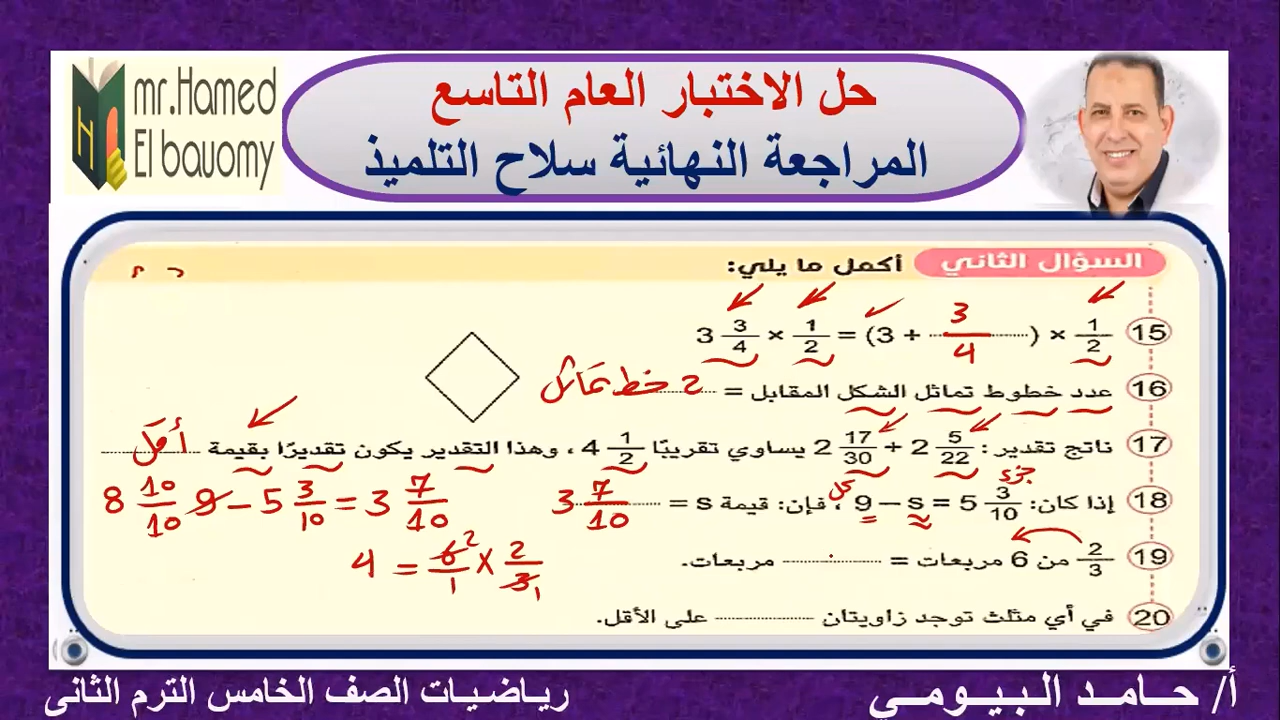 mr.Hamed
El bauomy
H
حل الاختبار العام التاسع
المراجعة النهائية سلاح التلميذ
السؤال الثاني أكمل ما يلي:
15 3 3/4 × 1/2 = (3 + 3/4) × 1/2
16 عدد خطوط تماثل الشكل المقابل = 2 خط تماثل
17 ناتج تقدير: 2 5/22 + 2 17/30 يساوي تقريبًا 4 1/2 ، وهذا التقدير يكون تقديرًا بقيمة أقل
جزء
كل
18 إذا كان: 9 − s = 5 3/10 ، فإن: قيمة s = 3 7/10
8 10/10 9 − 5 3/10 = 3 7/10
19 2/3 من 6 مربعات = ........ مربعات.
4 = 6/1 2 × 2/3 1
20 في أي مثلث توجد زاويتان ........ على الأقل.
أ/ حامد البيومي
رياضيات الصف الخامس الترم الثانى